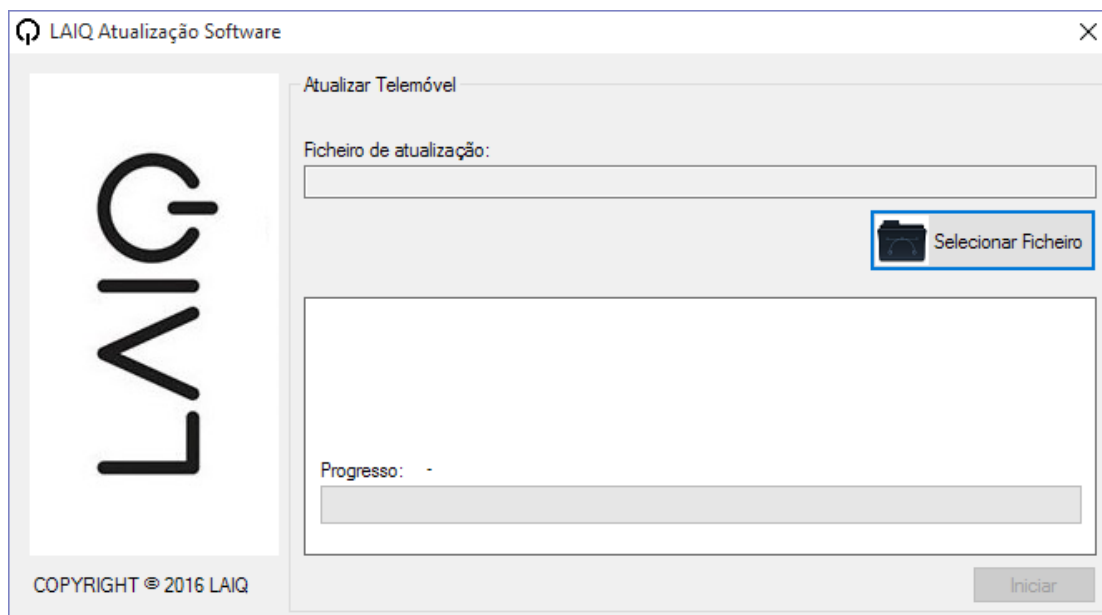 LAIQ Atualização Software
LAIQ
Atualizar Telemóvel
Ficheiro de atualização:
Selecionar Ficheiro
Progresso: -
COPYRIGHT © 2016 LAIQ
Iniciar